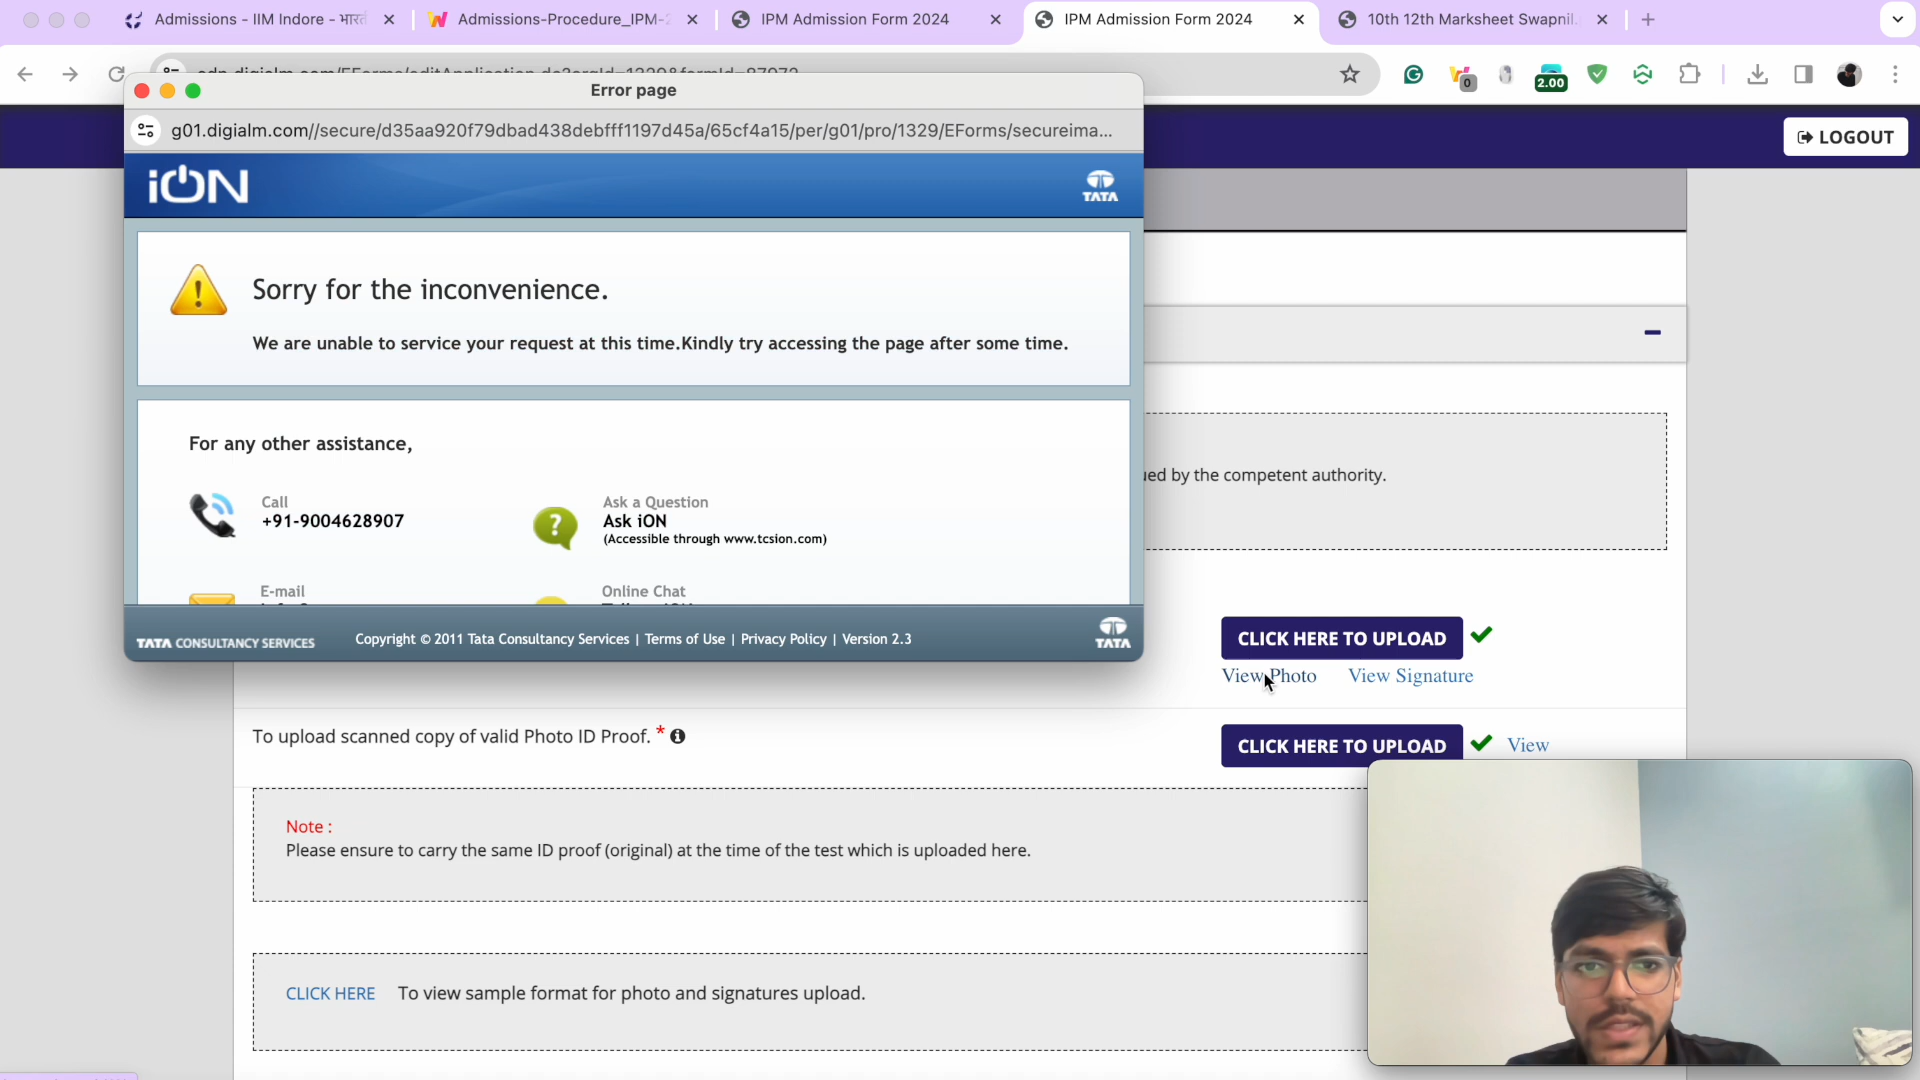 Admissions - IIM Indore - भारत
Admissions-Procedure_IPM-2
IPM Admission Form 2024
IPM Admission Form 2024
10th 12th Marksheet Swapnil.
0
2.00
Error page
g01.digialm.com//secure/d35aa920f79dbad438debfff1197d45a/65cf4a15/per/g01/pro/1329/EForms/secureima...
LOGOUT
iON
TATA
Sorry for the inconvenience.
We are unable to service your request at this time.Kindly try accessing the page after some time.
For any other assistance,
Call
+91-9004628907
Ask a Question
Ask iON
(Accessible through www.tcsion.com)
ued by the competent authority.
E-mail
Online Chat
TATA CONSULTANCY SERVICES
Copyright © 2011 Tata Consultancy Services | Terms of Use | Privacy Policy | Version 2.3
TATA
CLICK HERE TO UPLOAD
View Photo View Signature
To upload scanned copy of valid Photo ID Proof. *
CLICK HERE TO UPLOAD View
Note :
Please ensure to carry the same ID proof (original) at the time of the test which is uploaded here.
CLICK HERE To view sample format for photo and signatures upload.